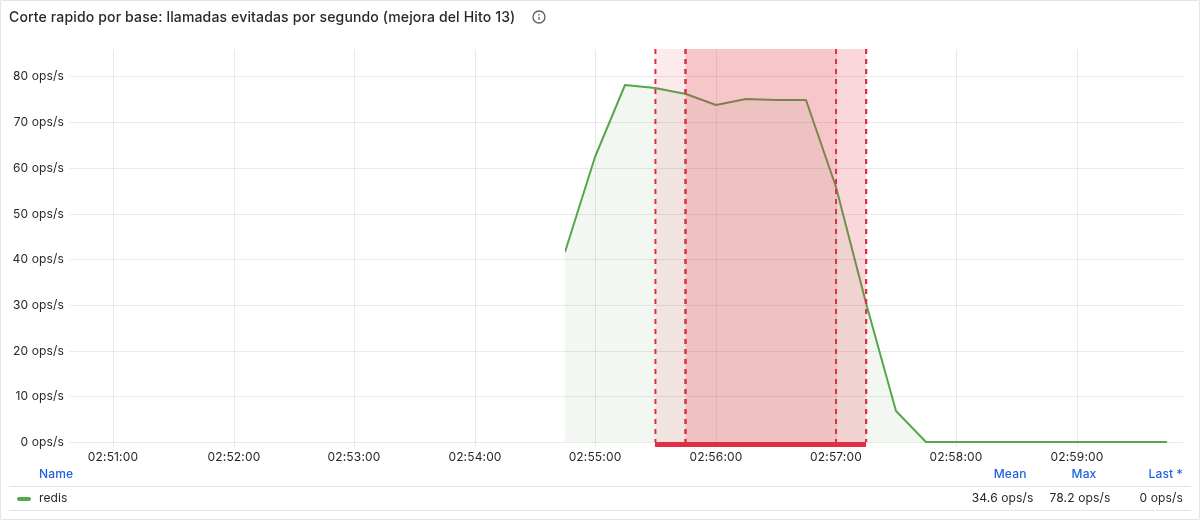 Corte rapido por base: llamadas evitadas por segundo (mejora del Hito 13)
80 ops/s
70 ops/s
60 ops/s
50 ops/s
40 ops/s
30 ops/s
20 ops/s
10 ops/s
0 ops/s
02:51:00 02:52:00 02:53:00 02:54:00 02:55:00 02:56:00 02:57:00 02:58:00 02:59:00
Name Mean Max Last *
redis 34.6 ops/s 78.2 ops/s 0 ops/s